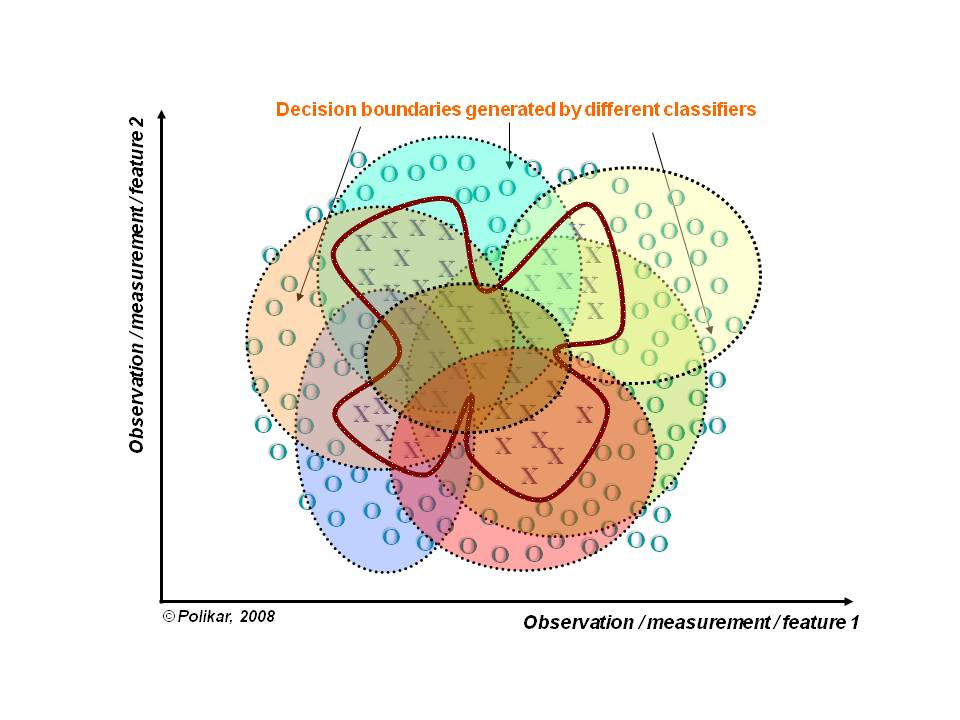 Decision boundaries generated by different classifiers
Observation / measurement / feature 2
© Polikar, 2008
Observation / measurement / feature 1